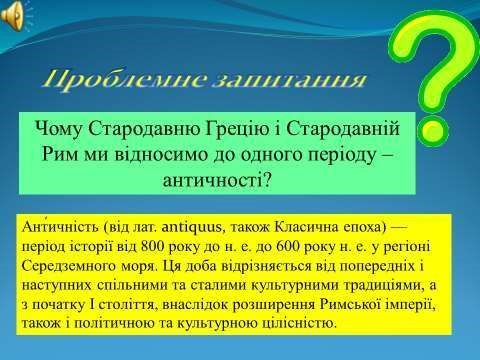 Проблемне запитання
Чому Стародавню Грецію і Стародавній
Рим ми відносимо до одного періоду –
античності?
Анти́чність (від лат. antiquus, також Класична епоха) —
період історії від 800 року до н. е. до 600 року н. е. у регіоні
Середземного моря. Ця доба відрізняється від попередніх і
наступних спільними та сталими культурними традиціями, а
з початку I століття, внаслідок розширення Римської імперії,
також і політичною та культурною цілісністю.